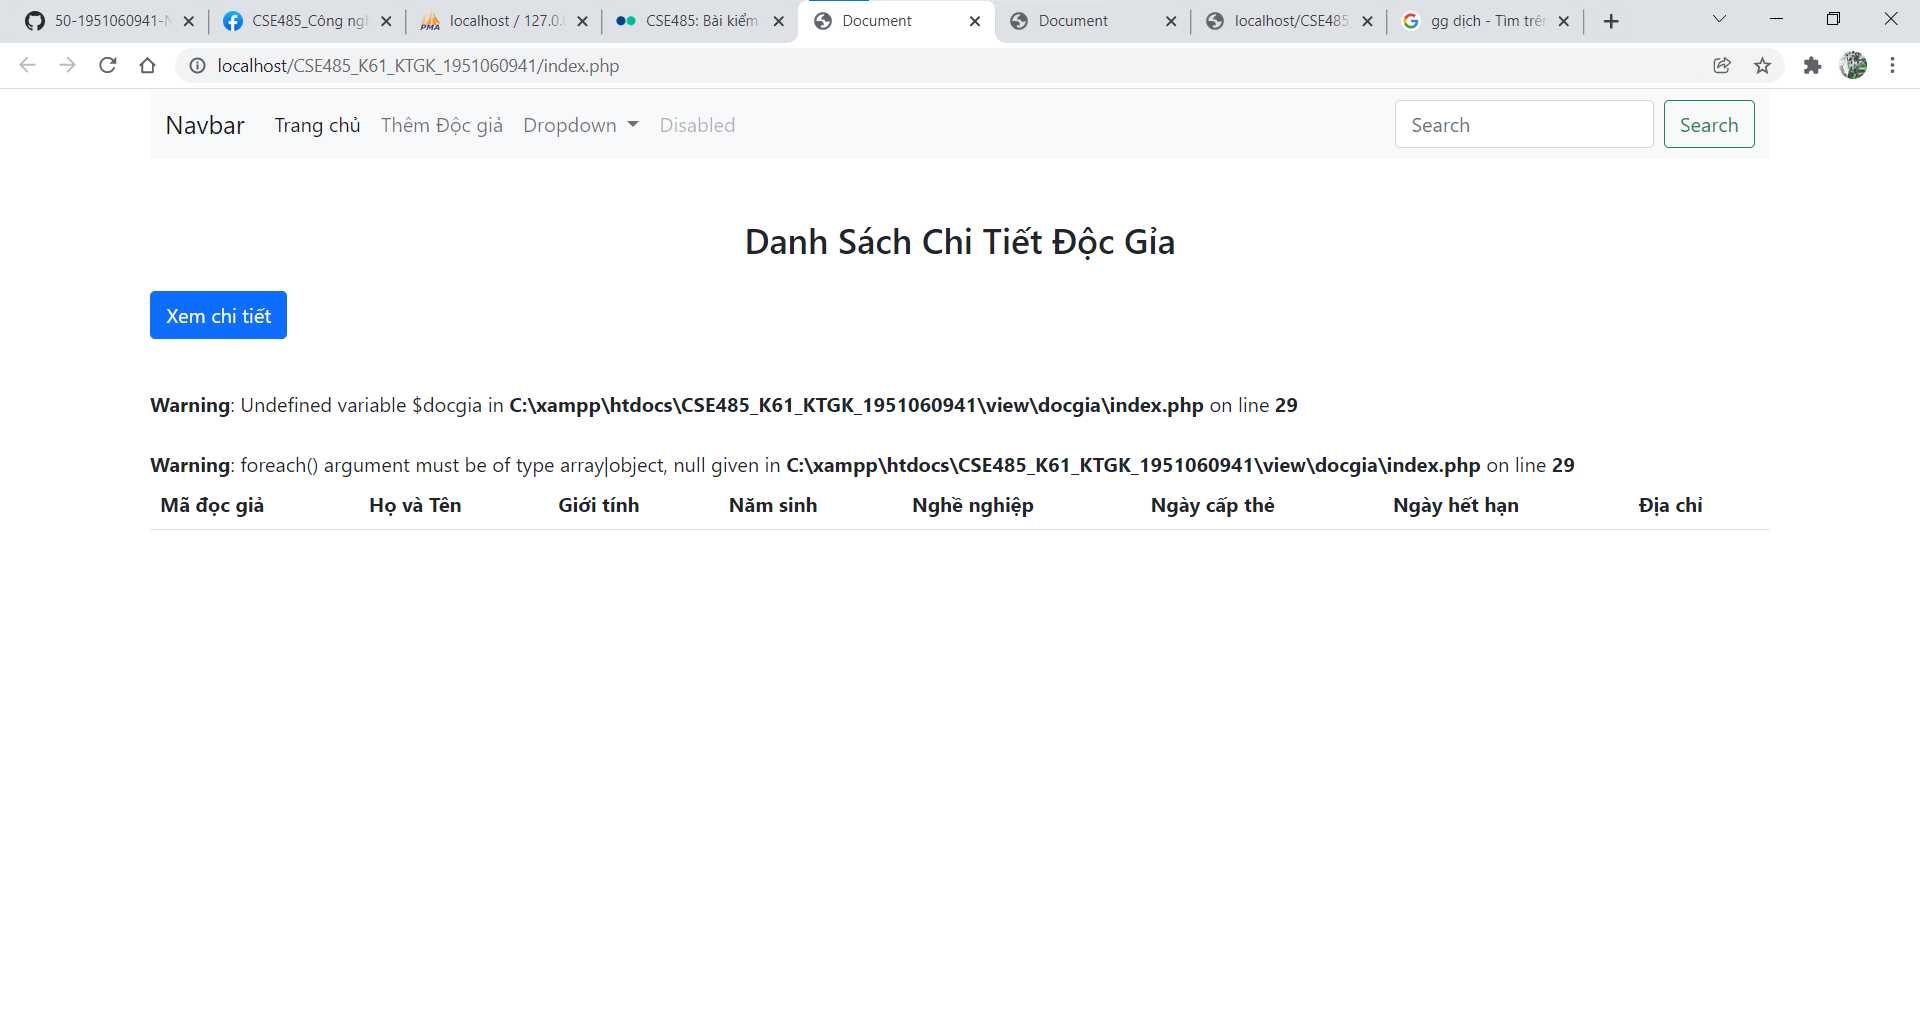 50-1951060941-N
CSE485_Công ngh
localhost / 127.0.0
CSE485: Bài kiểm
Document
Document
localhost/CSE485
gg dịch - Tìm trên
localhost/CSE485_K61_KTGK_1951060941/index.php
Navbar Trang chủ Thêm Độc giả Dropdown Disabled Search Search
Danh Sách Chi Tiết Độc Gỉa
Xem chi tiết
Warning: Undefined variable $docgia in C:\xampp\htdocs\CSE485_K61_KTGK_1951060941\view\docgia\index.php on line 29
Warning: foreach() argument must be of type array|object, null given in C:\xampp\htdocs\CSE485_K61_KTGK_1951060941\view\docgia\index.php on line 29
Mã đọc giả Họ và Tên Giới tính Năm sinh Nghề nghiệp Ngày cấp thẻ Ngày hết hạn Địa chỉ